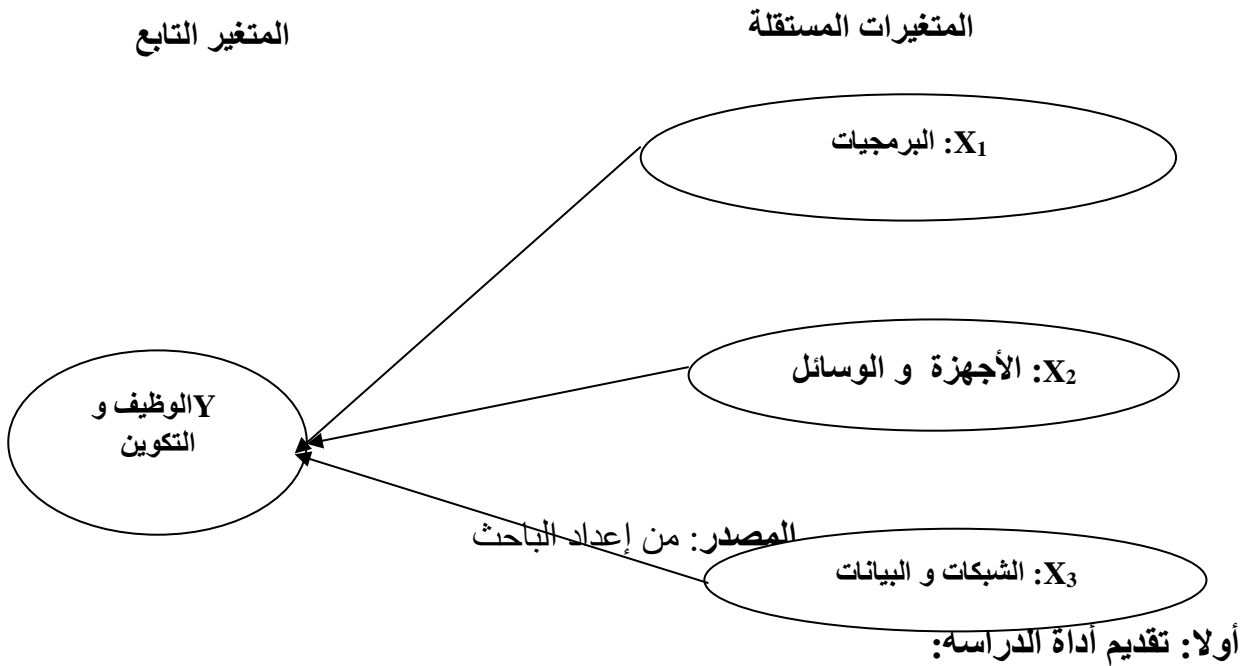 المتغيرات المستقلة
المتغير التابع
X1: البرمجيات
X2: الأجهزة و الوسائل
Yالوظيف و
التكوين
المصدر: من إعداد الباحث
X3: الشبكات و البيانات
أولا: تقديم أداة الدراسة: